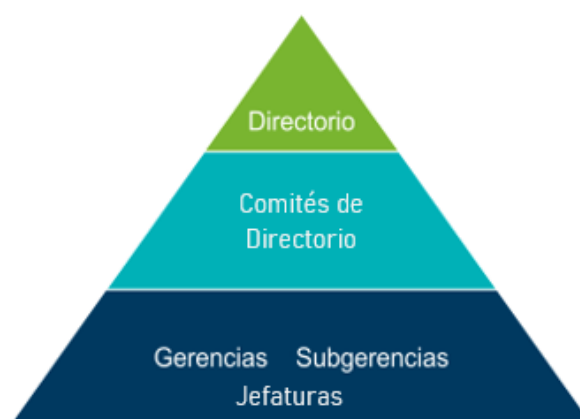 Directorio
Comités de
Directorio
Gerencias Subgerencias
Jefaturas